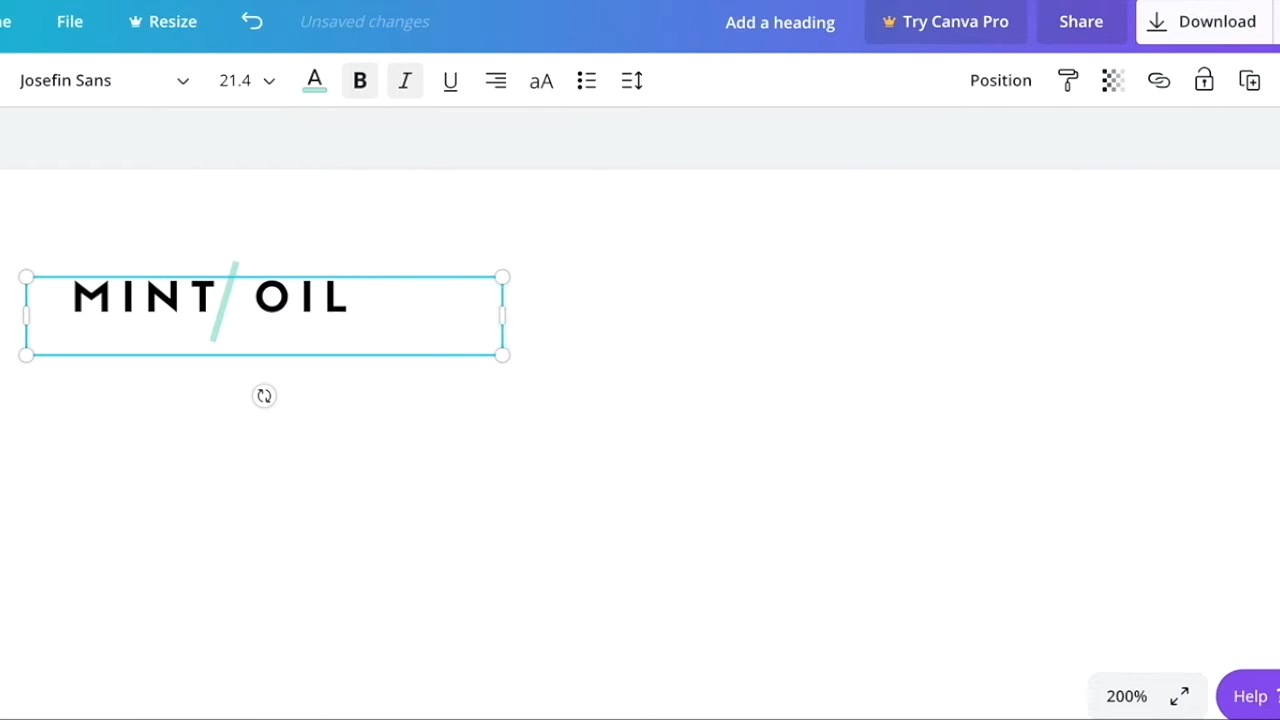 ne File Resize Unsaved changes Add a heading Try Canva Pro Share Download
Josefin Sans 21.4 A B I U aA Position
MINT/ OIL
200% Help ?